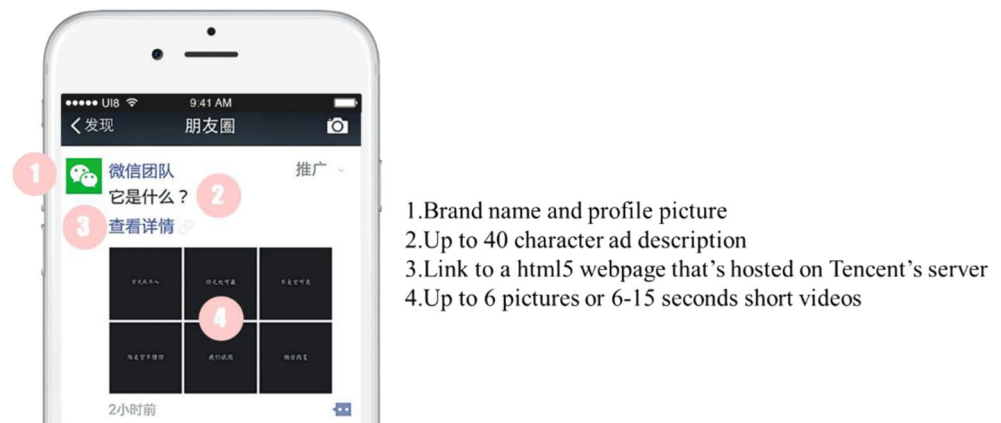 UI8 9:41 AM
发现 朋友圈
1 微信团队 推广
它是什么？ 2
3 查看详情
4
2小时前
1.Brand name and profile picture
2.Up to 40 character ad description
3.Link to a html5 webpage that’s hosted on Tencent’s server
4.Up to 6 pictures or 6-15 seconds short videos